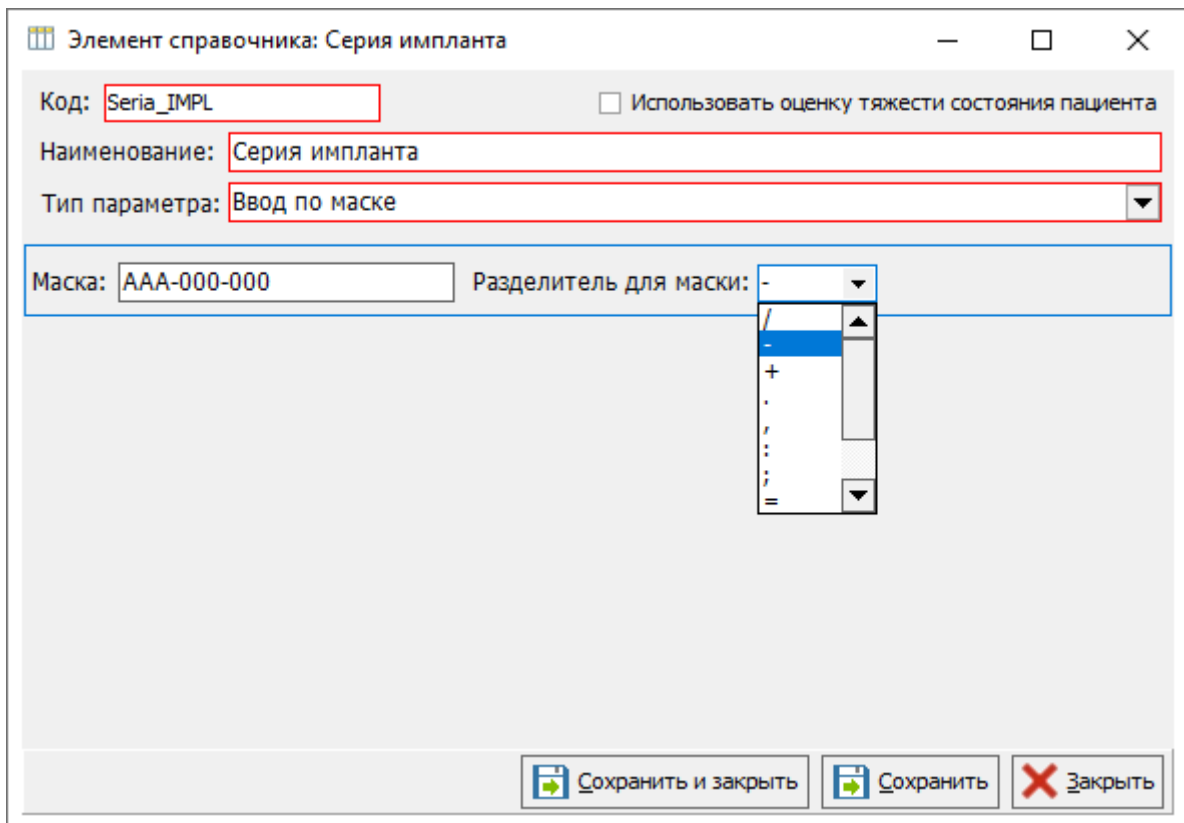 Элемент справочника: Серия импланта
Код: Seria_IMPL Использовать оценку тяжести состояния пациента
Наименование: Серия импланта
Тип параметра: Ввод по маске
Маска: AAA-000-000 Разделитель для маски: -
/
-
+
.
,
:
;
=
Сохранить и закрыть Сохранить Закрыть